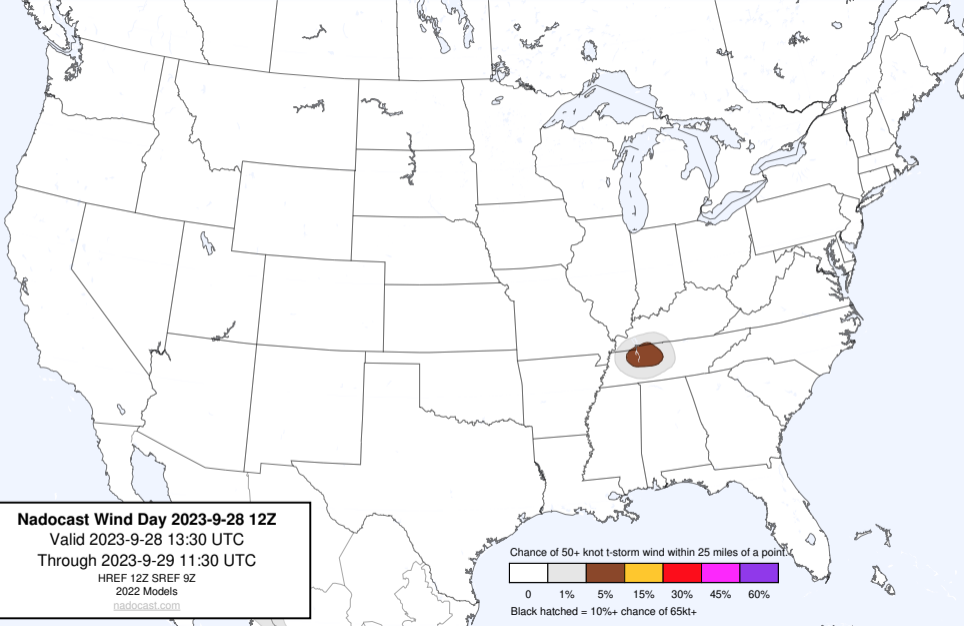 Nadocast Wind Day 2023-9-28 12Z
Valid 2023-9-28 13:30 UTC
Through 2023-9-29 11:30 UTC
HREF 12Z SREF 9Z
2022 Models
nadocast.com
Chance of 50+ knot t-storm wind within 25 miles of a point.
0 1% 5% 15% 30% 45% 60%
Black hatched = 10%+ chance of 65kt+